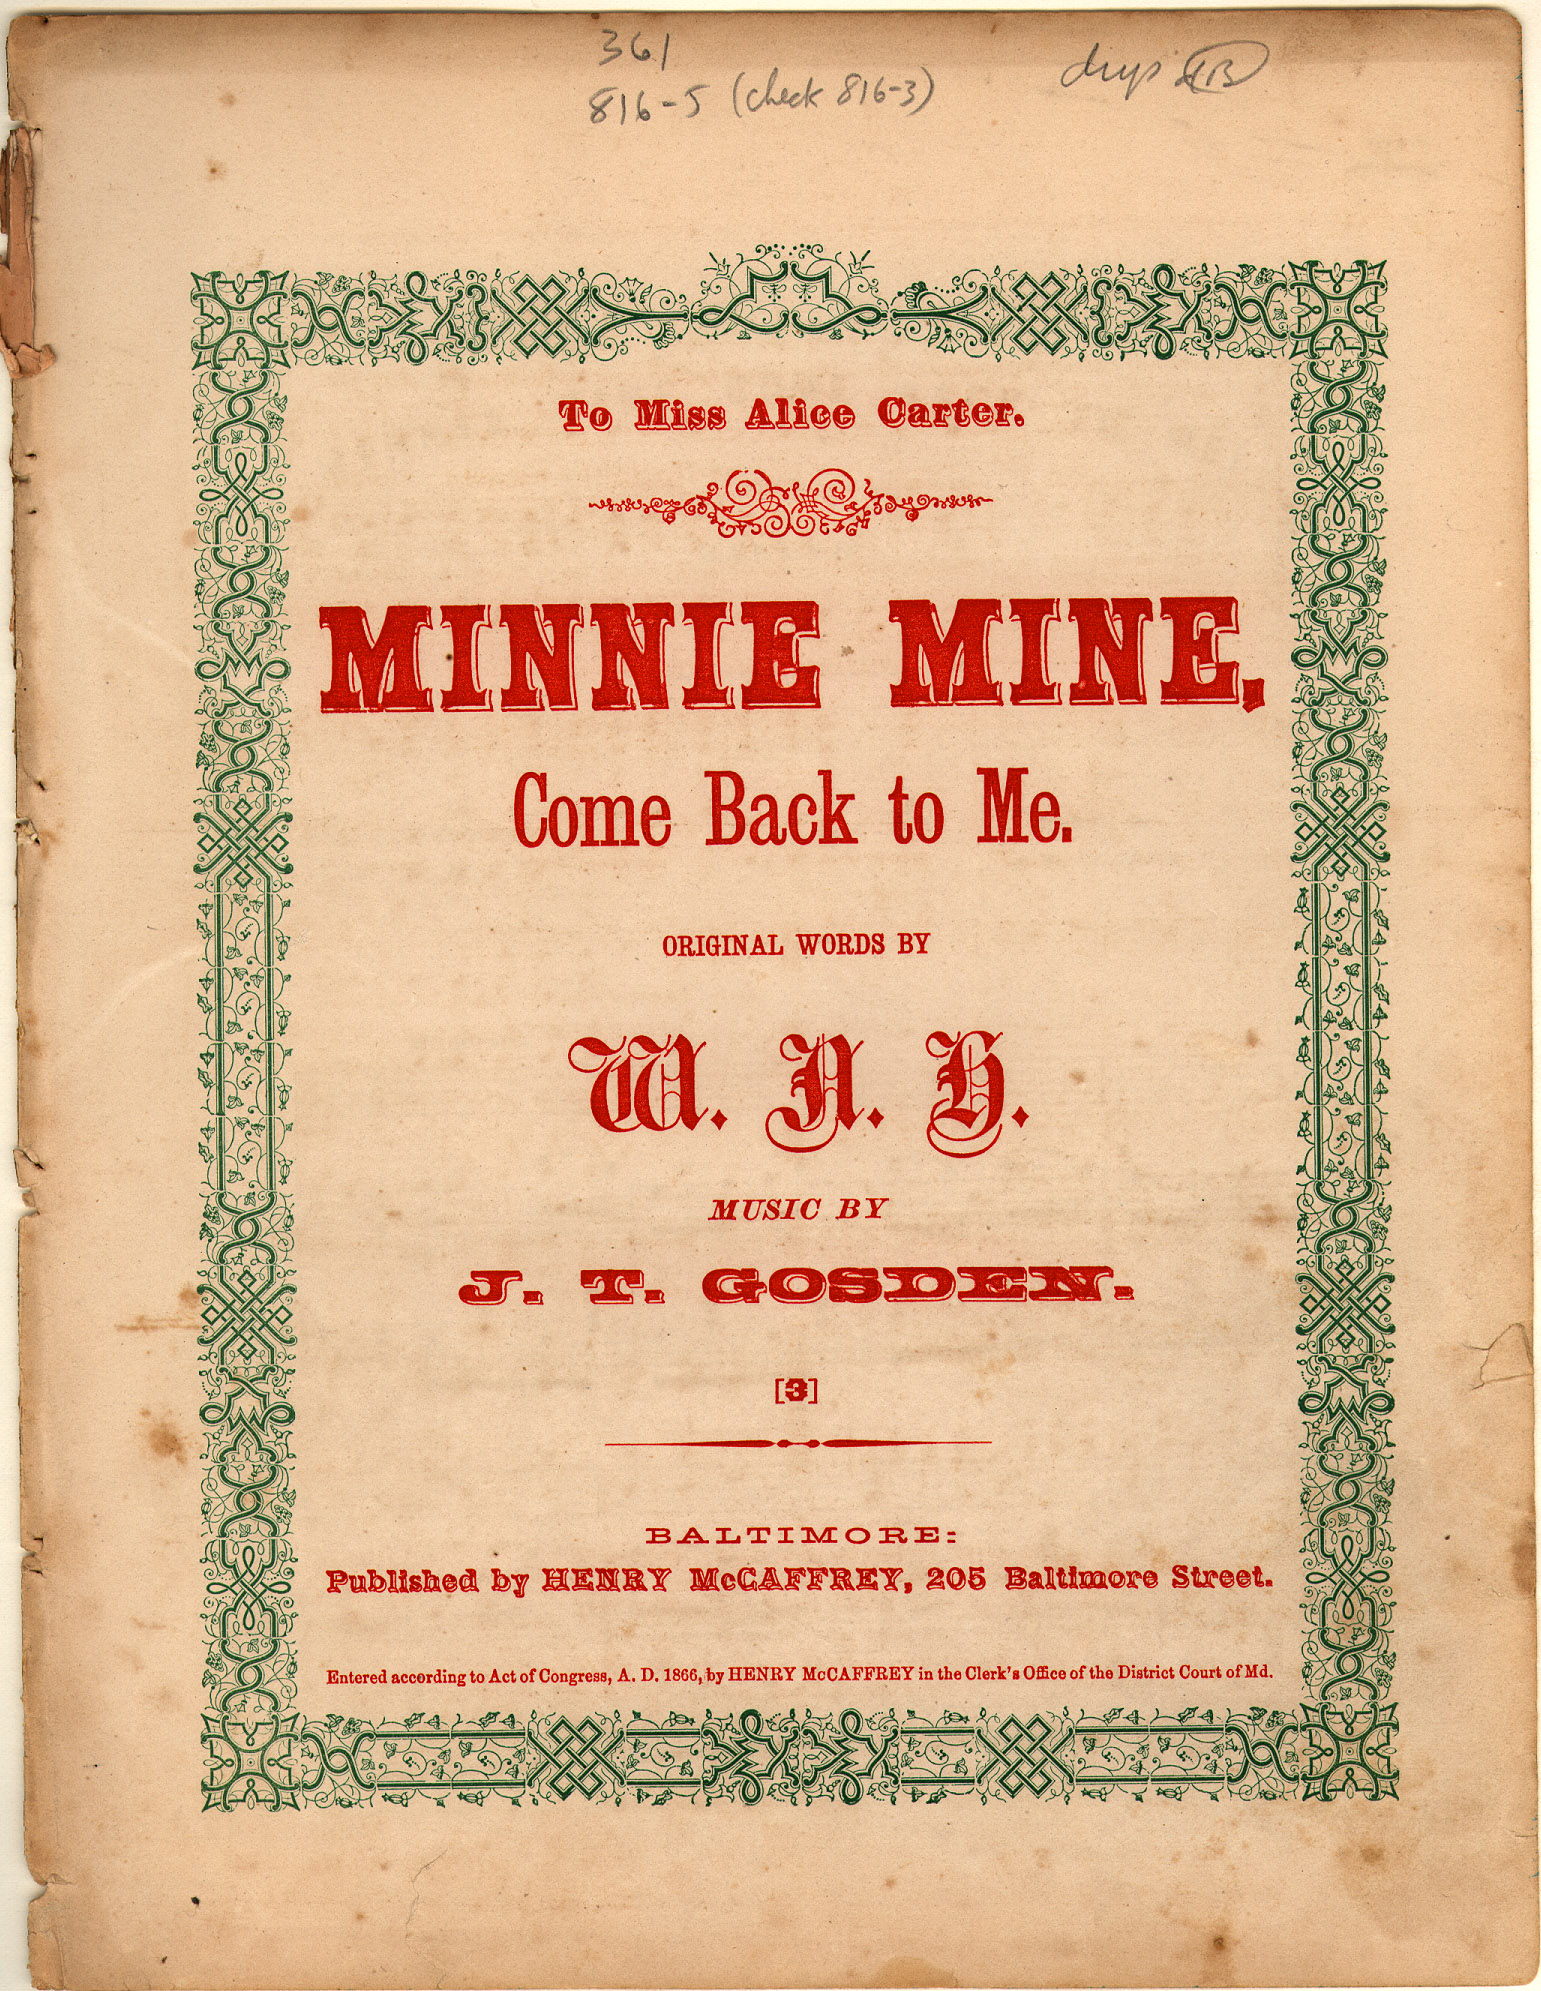 361
816-5 (check 816-3)
To Miss Alice Carter.
MINNIE MINE,
Come Back to Me.
ORIGINAL WORDS BY
W. A. H.
MUSIC BY
J. T. GOSDEN.
[3]
BALTIMORE:
Published by HENRY McCAFFREY, 205 Baltimore Street.
Entered according to Act of Congress, A. D. 1866, by HENRY McCAFFREY in the Clerk's Office of the District Court of Md.